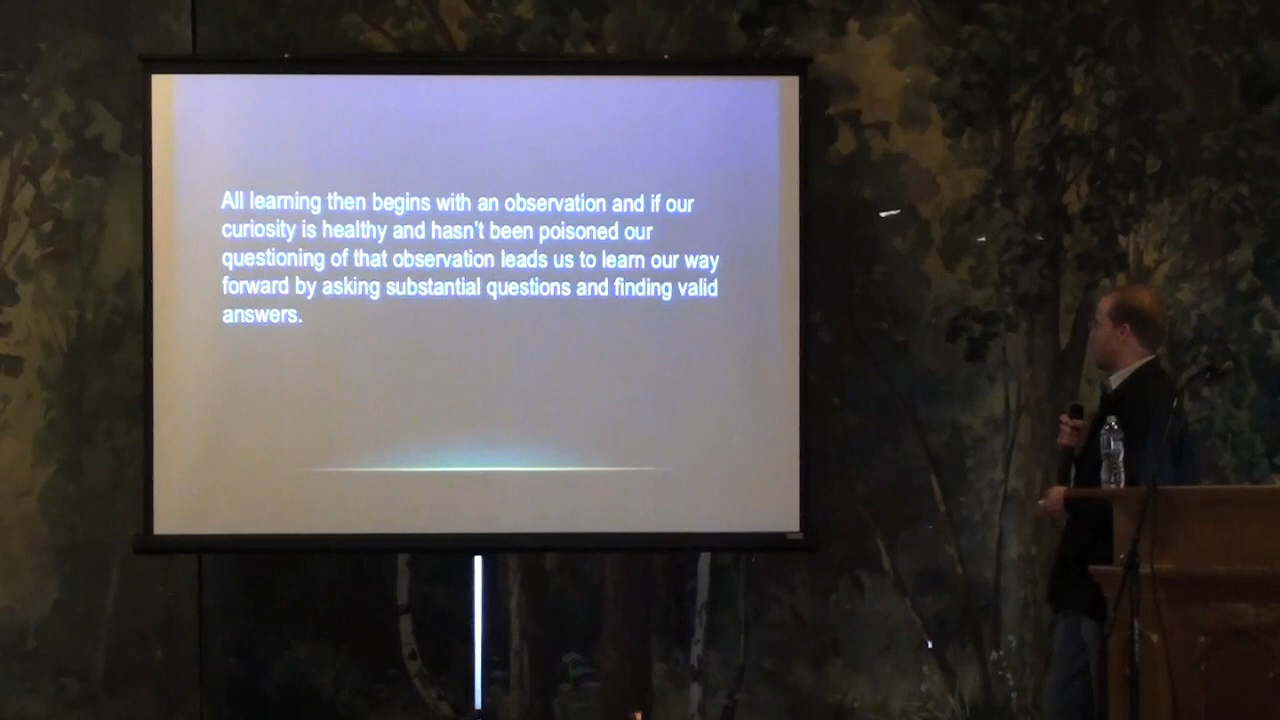 All learning then begins with an observation and if our
curiosity is healthy and hasn't been poisoned our
questioning of that observation leads us to learn our way
forward by asking substantial questions and finding valid
answers.